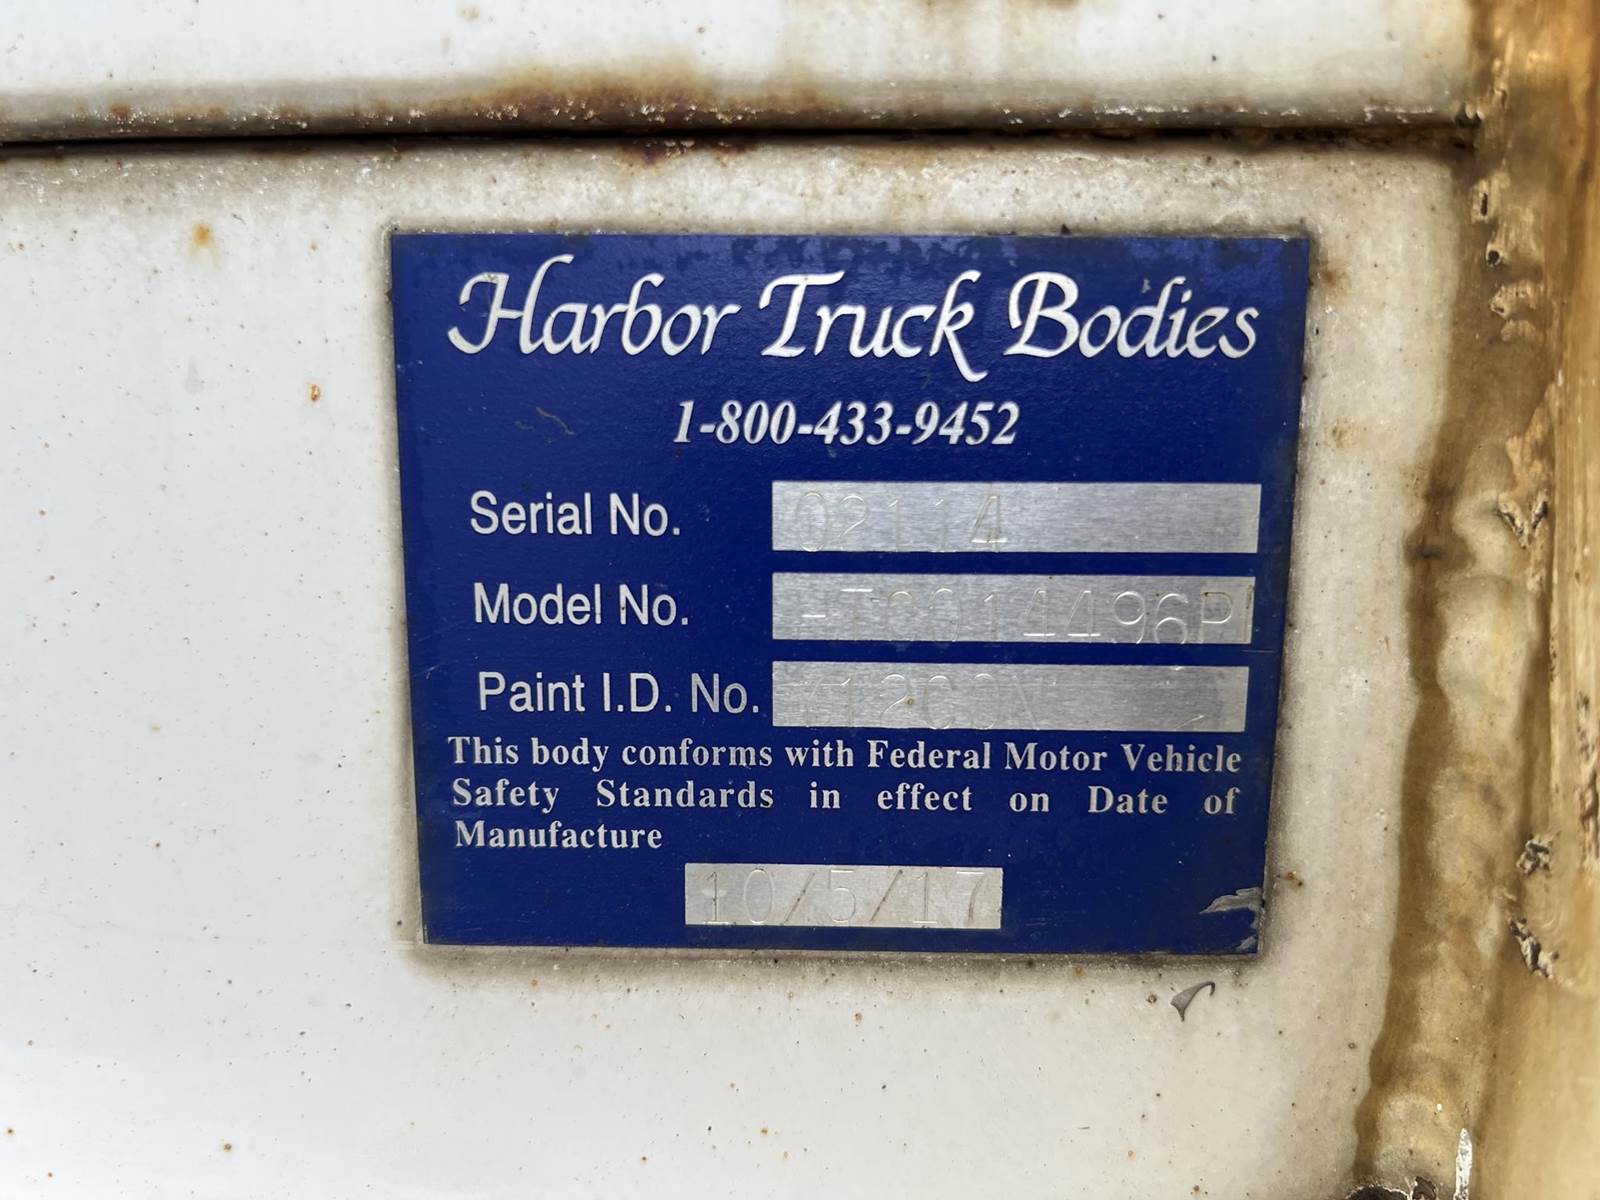 Harbor Truck Bodies
1-800-433-9452
Serial No. 02114
Model No.
Paint I.D. No.
This body conforms with Federal Motor Vehicle
Safety Standards in effect on Date of
Manufacture
10/5/17